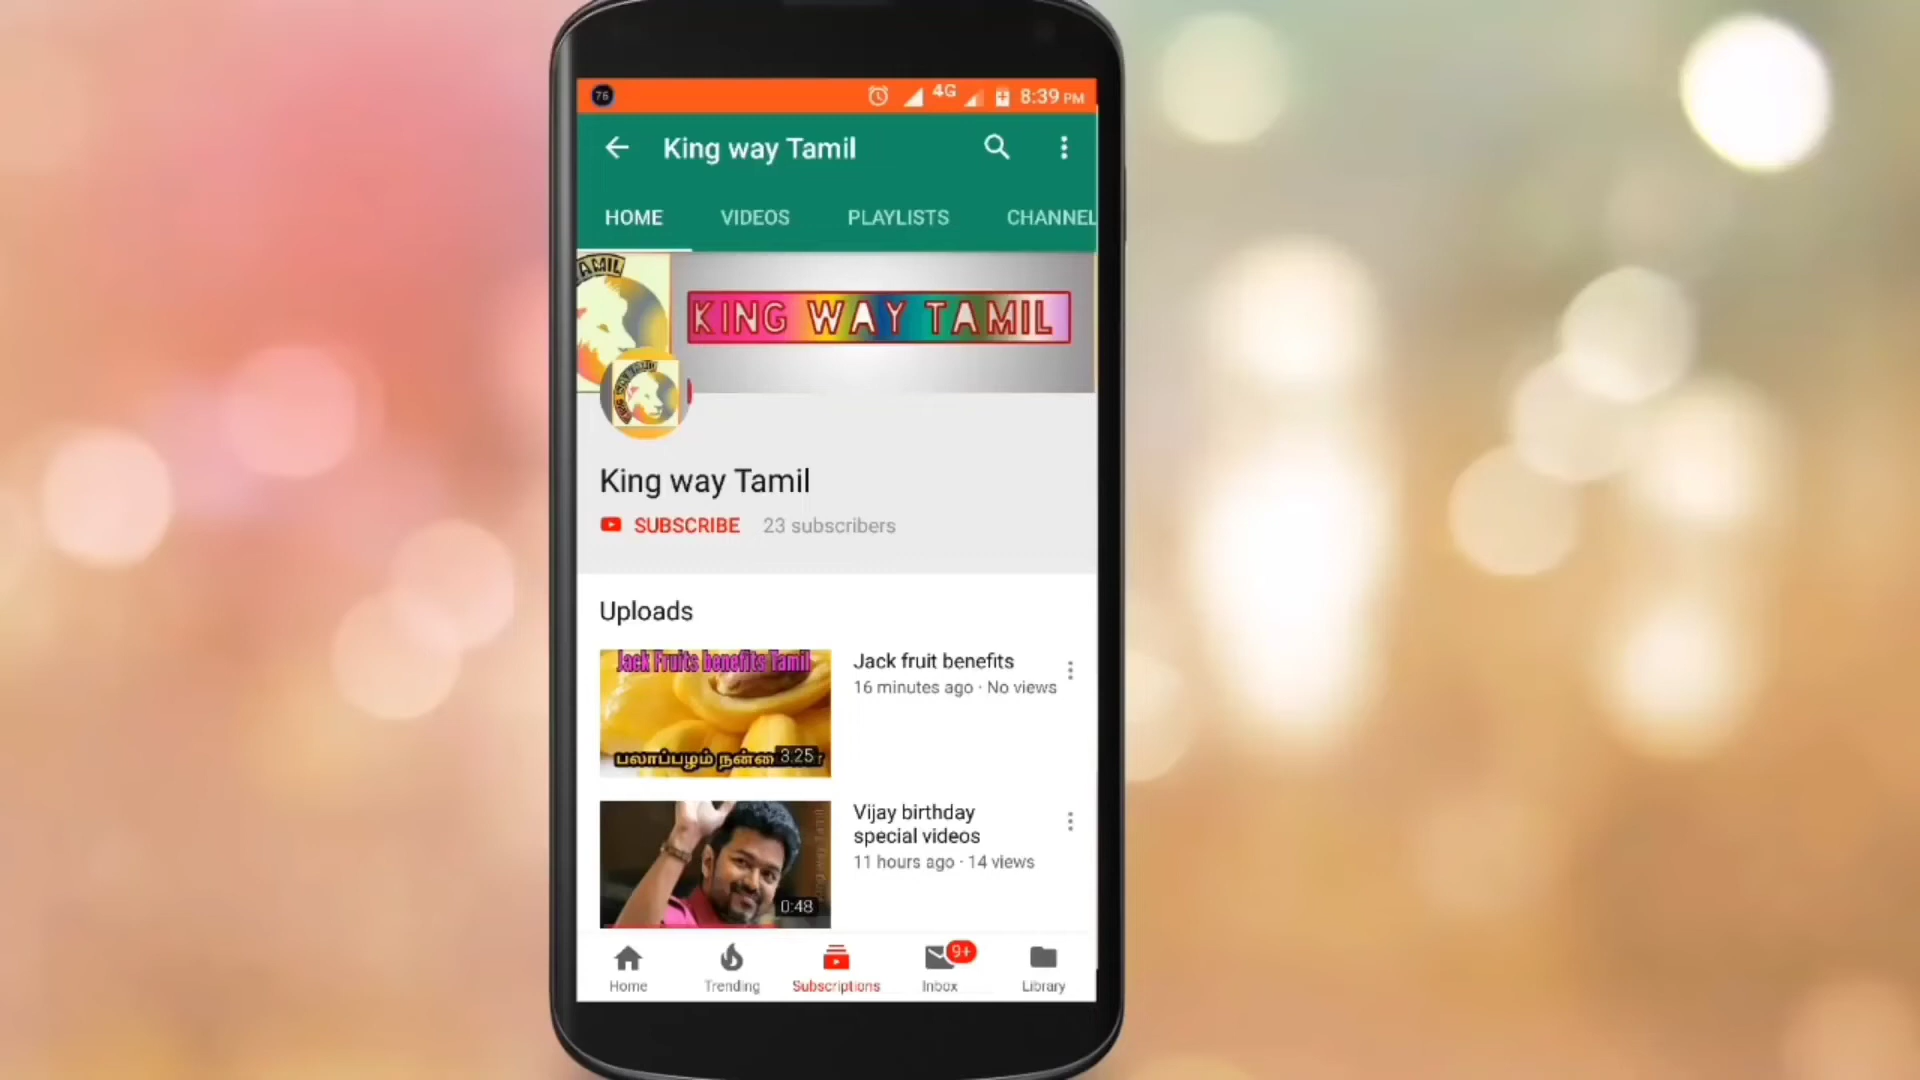 76
4G
8:39 PM
King way Tamil
HOME VIDEOS PLAYLISTS CHANNEL
TAMIL
KING WAY TAMIL
King way Tamil
SUBSCRIBE 23 subscribers
Uploads
Jack Fruits benefits Tamil
பலாப்பழம்
3:25
Jack fruit benefits
16 minutes ago · No views
Vijay birthday
special videos
11 hours ago · 14 views
0:48
9+
Home Trending Subscriptions Inbox Library